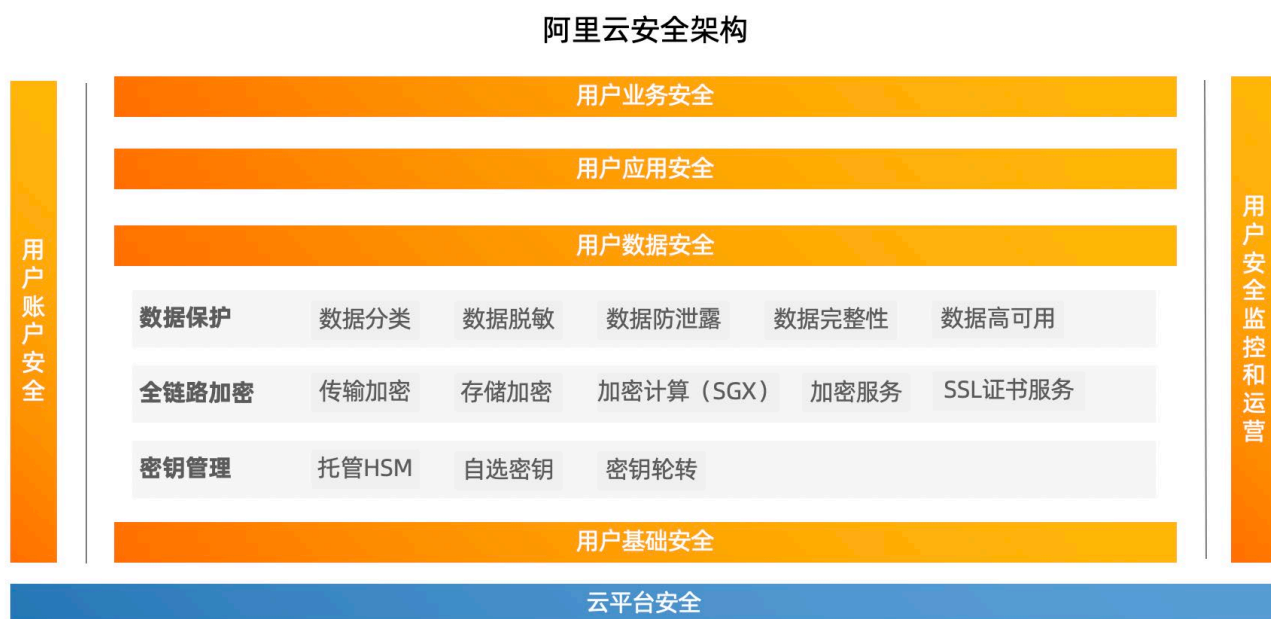 阿里云安全架构
用户账户安全
用户业务安全
用户应用安全
用户数据安全
数据保护 数据分类 数据脱敏 数据防泄露 数据完整性 数据高可用
全链路加密 传输加密 存储加密 加密计算（SGX） 加密服务 SSL证书服务
密钥管理 托管HSM 自选密钥 密钥轮转
用户基础安全
用户安全监控和运营
云平台安全